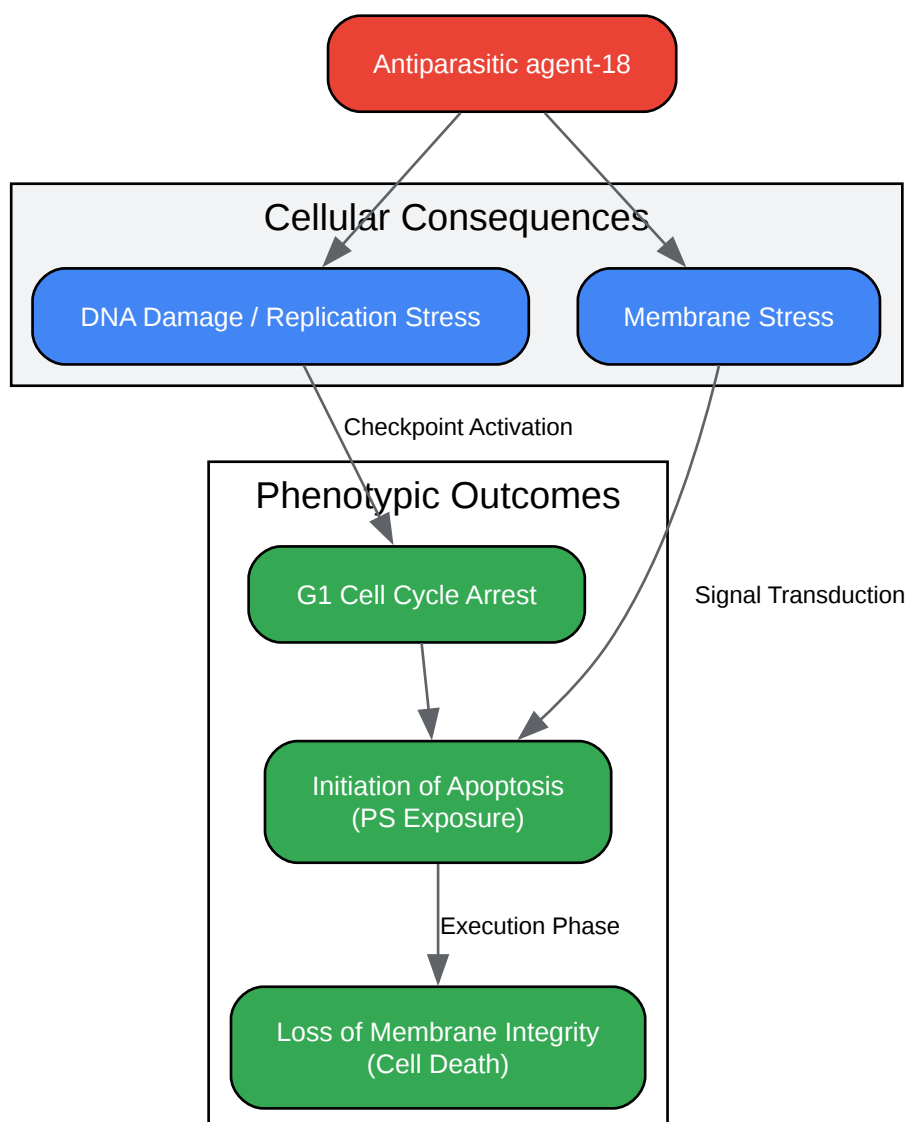 Antiparasitic agent-18
Cellular Consequences
DNA Damage / Replication Stress
Membrane Stress
Checkpoint Activation
Phenotypic Outcomes
G1 Cell Cycle Arrest
Signal Transduction
Initiation of Apoptosis
(PS Exposure)
Execution Phase
Loss of Membrane Integrity
(Cell Death)